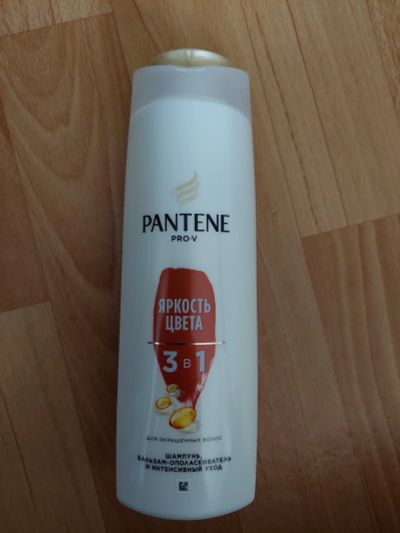 PANTENE
PRO-V
ЯРКОСТЬ
ЦВЕТА
3 В 1
ДЛЯ ОКРАШЕННЫХ ВОЛОС
ШАМПУНЬ,
БАЛЬЗАМ-ОПОЛАСКИВАТЕЛЬ
И ИНТЕНСИВНЫЙ УХОД